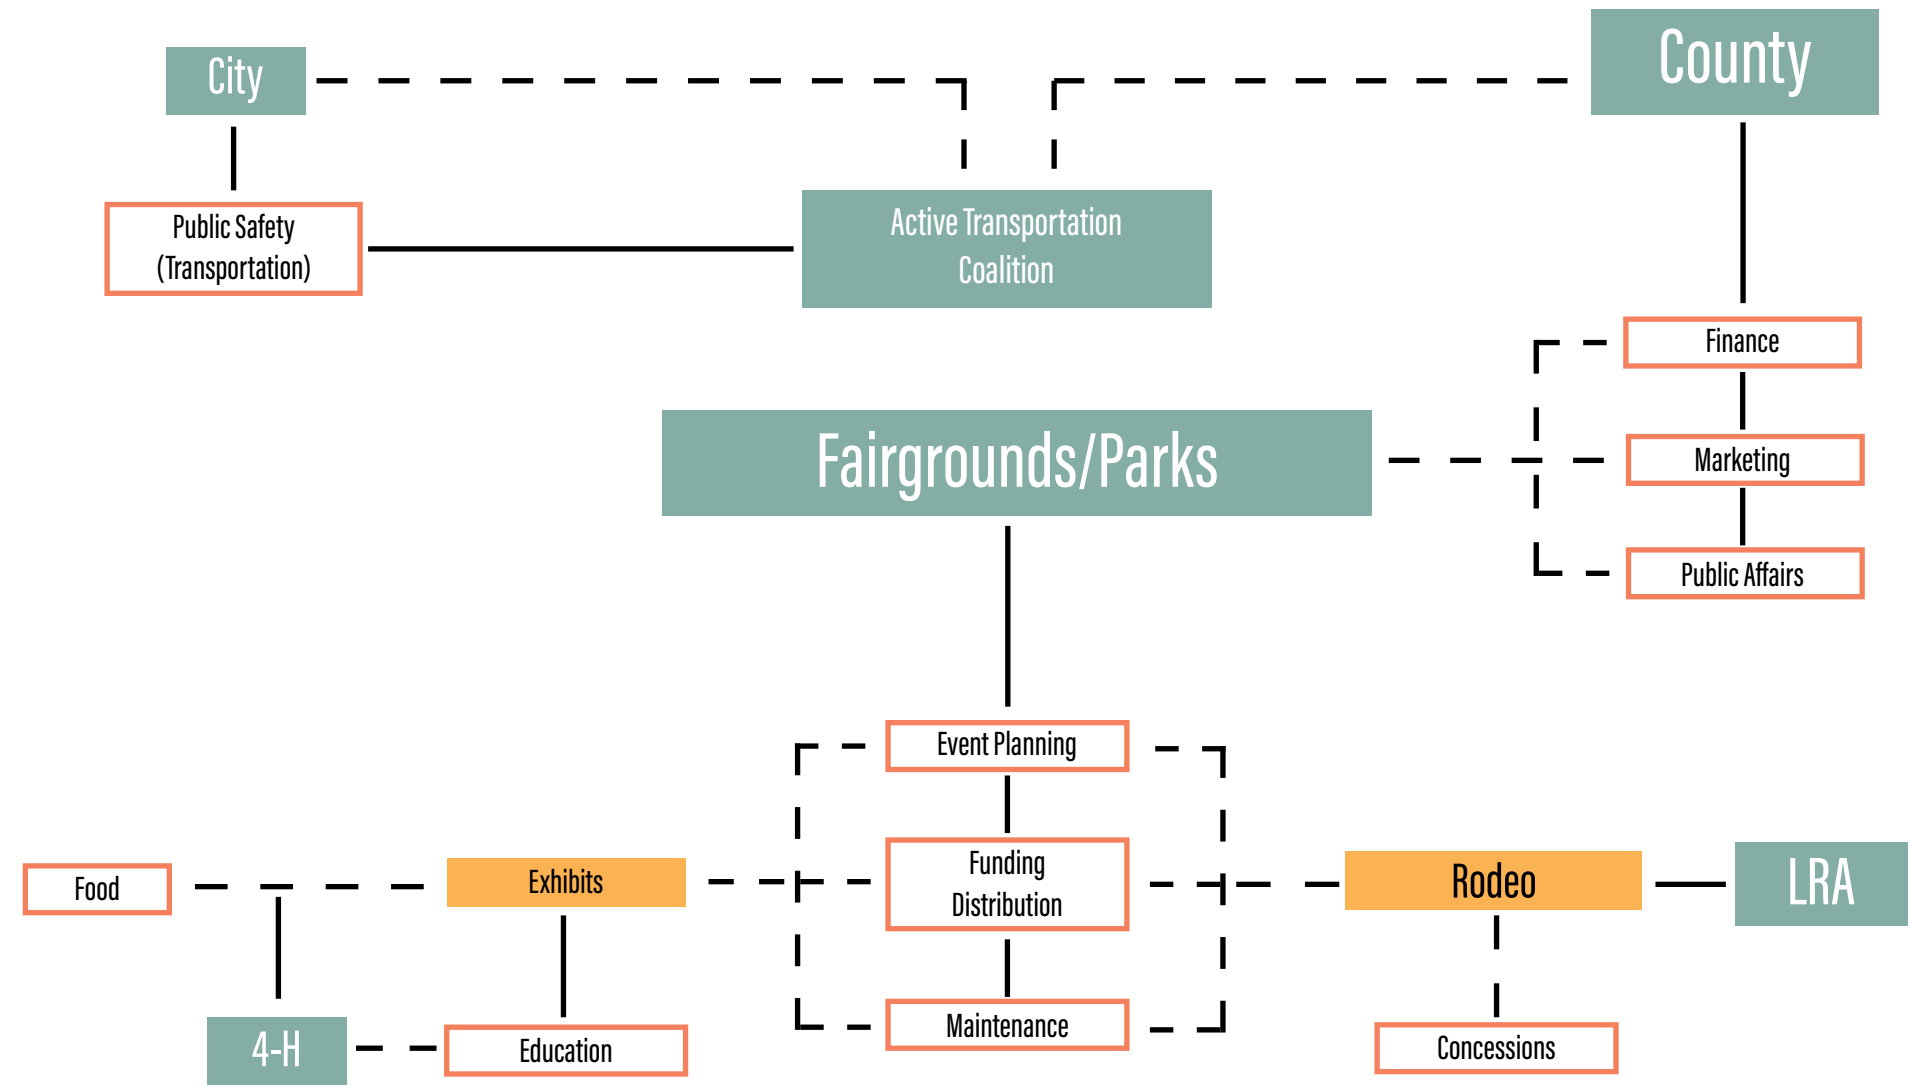 City
County
Public Safety
(Transportation)
Active Transportation
Coalition
Finance
Fairgrounds/Parks
Marketing
Public Affairs
Event Planning
Food
Exhibits
Funding
Distribution
Rodeo
LRA
4-H
Education
Maintenance
Concessions